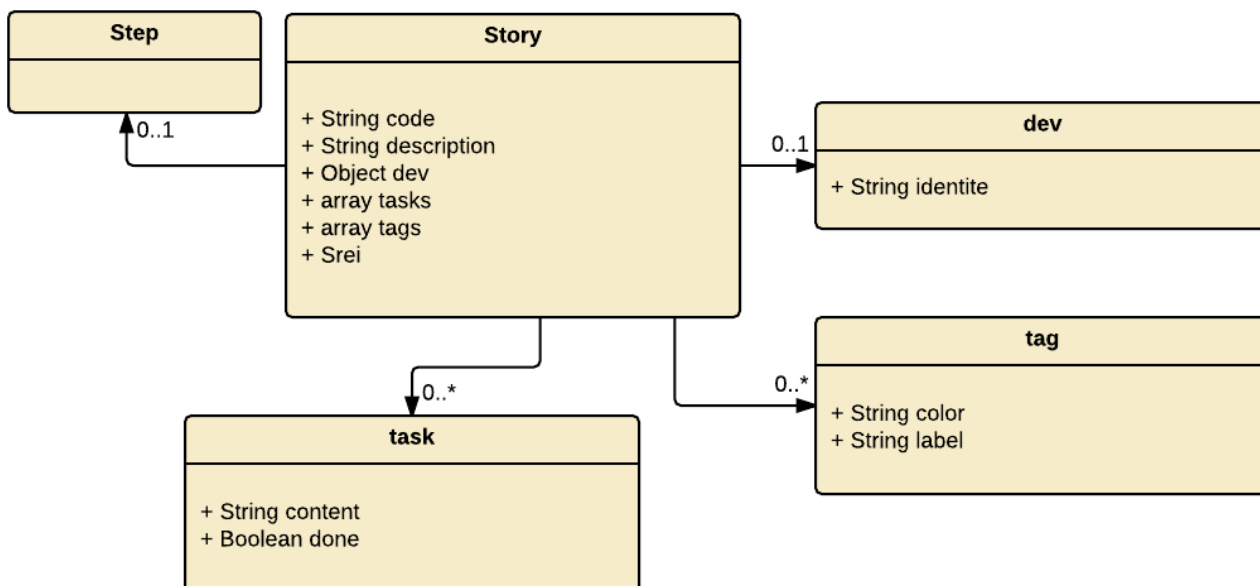 Step
0..1
Story
+ String code
+ String description
+ Object dev
+ array tasks
+ array tags
+ Srei
0..1
dev
+ String identite
0..*
tag
+ String color
+ String label
0..*
task
+ String content
+ Boolean done